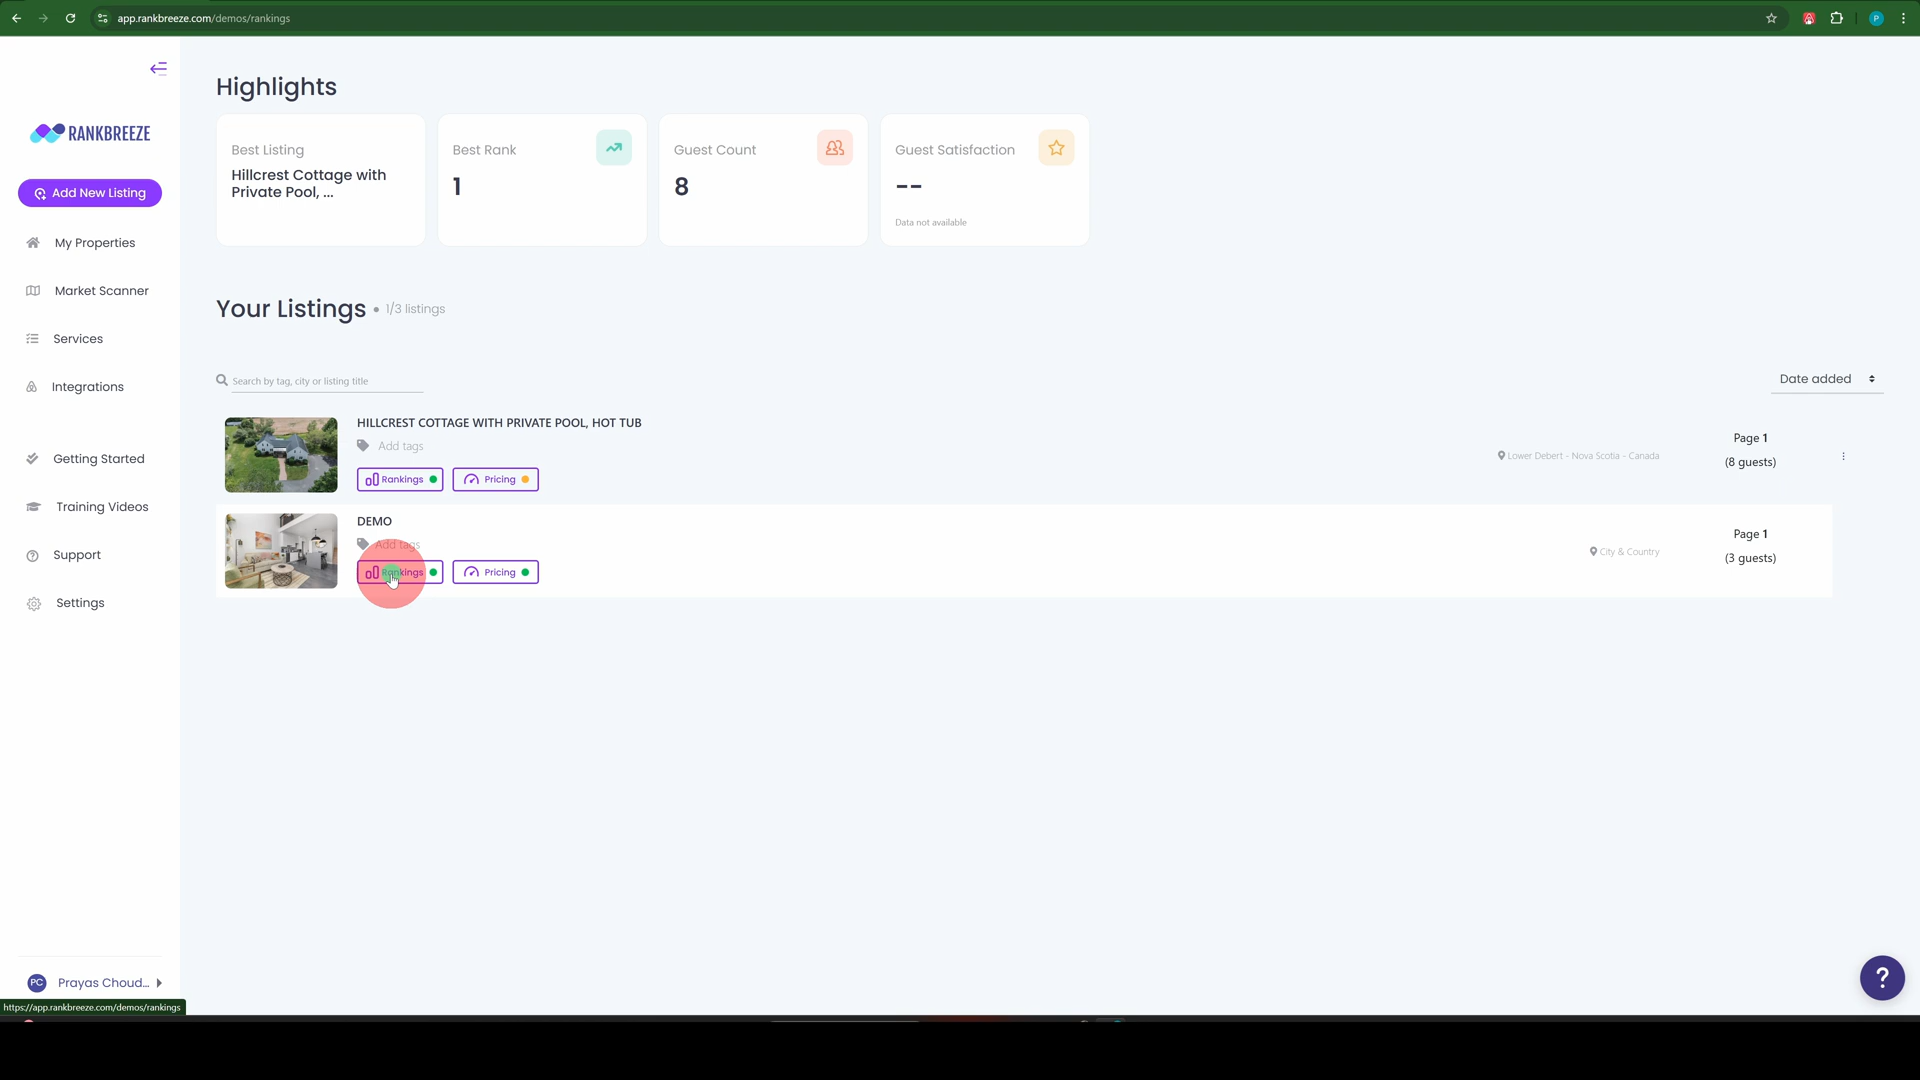 app.rankbreeze.com/demos/rankings
P
RANKBREEZE
Add New Listing
My Properties
Market Scanner
Services
Integrations
Getting Started
Training Videos
Support
Settings
PC Prayas Choud...
https://app.rankbreeze.com/demos/rankings
Highlights
Best Listing
Hillcrest Cottage with
Private Pool, ...
Best Rank
1
Guest Count
8
Guest Satisfaction
--
Data not available
Your Listings • 1/3 listings
Search by tag, city or listing title
Date added
HILLCREST COTTAGE WITH PRIVATE POOL, HOT TUB
Add tags
Rankings
Pricing
Lower Debert - Nova Scotia - Canada
Page 1
(8 guests)
DEMO
Add tags
Rankings
Pricing
City & Country
Page 1
(3 guests)
?